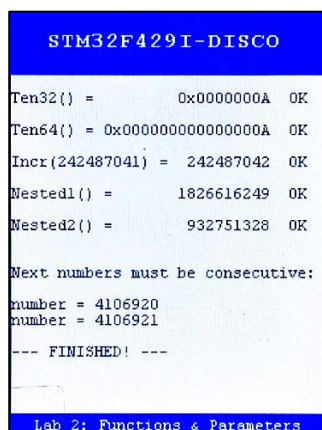 STM32F429I-DISCO
Ten32() = 0x0000000A OK
Ten64() = 0x000000000000000A OK
Incr(242487041) = 242487042 OK
Nested1() = 1826616249 OK
Nested2() = 932751328 OK
Next numbers must be consecutive:
number = 4106920
number = 4106921
--- FINISHED! ---
Lab 2: Functions & Parameters